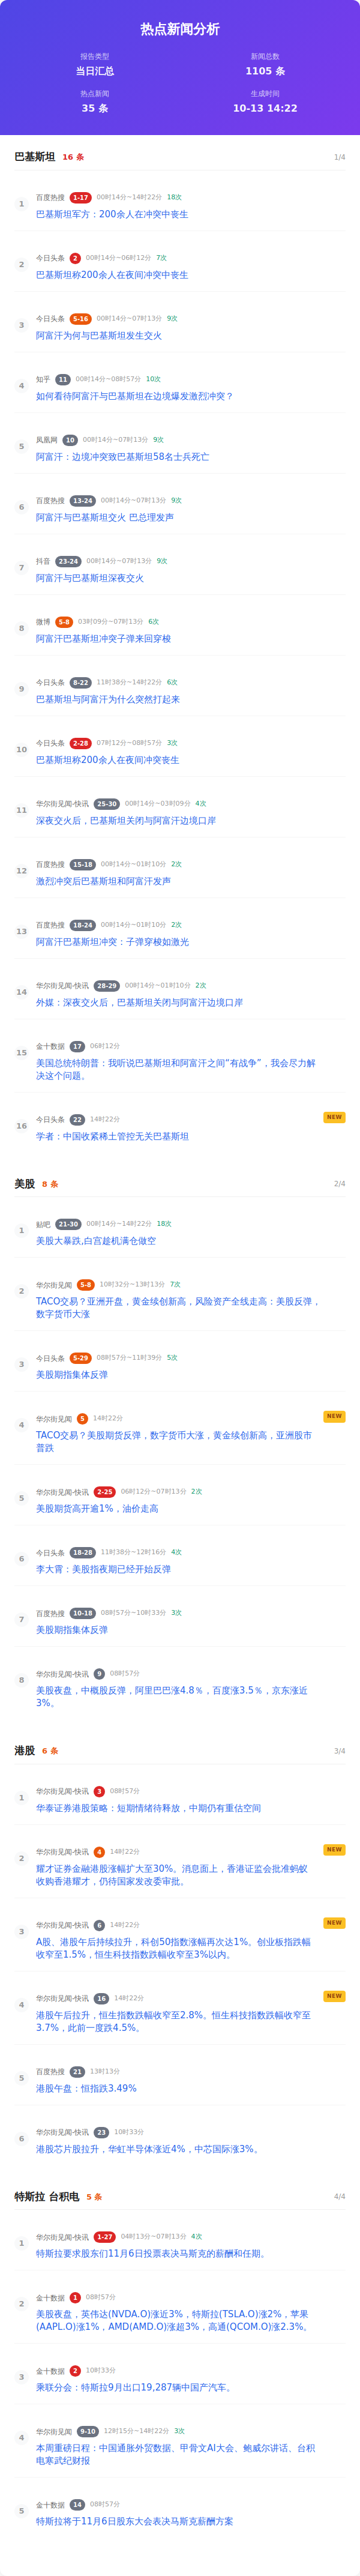 热点新闻分析
报告类型
当日汇总
新闻总数
1105 条
热点新闻
35 条
生成时间
10-13 14:22
巴基斯坦 16 条 1/4
1
百度热搜 1-17 00时14分~14时22分 18次
巴基斯坦军方：200余人在冲突中丧生
2
今日头条 2 00时14分~06时12分 7次
巴基斯坦称200余人在夜间冲突中丧生
3
今日头条 5-16 00时14分~07时13分 9次
阿富汗为何与巴基斯坦发生交火
4
知乎 11 00时14分~08时57分 10次
如何看待阿富汗与巴基斯坦在边境爆发激烈冲突？
5
凤凰网 10 00时14分~07时13分 9次
阿富汗：边境冲突致巴基斯坦58名士兵死亡
6
百度热搜 13-24 00时14分~07时13分 9次
阿富汗与巴基斯坦交火 巴总理发声
7
抖音 23-24 00时14分~07时13分 9次
阿富汗与巴基斯坦深夜交火
8
微博 5-8 03时09分~07时13分 6次
阿富汗巴基斯坦冲突子弹来回穿梭
9
今日头条 8-22 11时38分~14时22分 6次
巴基斯坦与阿富汗为什么突然打起来
10
今日头条 2-28 07时12分~08时57分 3次
巴基斯坦称200余人在夜间冲突丧生
11
华尔街见闻-快讯 25-30 00时14分~03时09分 4次
深夜交火后，巴基斯坦关闭与阿富汗边境口岸
12
百度热搜 15-18 00时14分~01时10分 2次
激烈冲突后巴基斯坦和阿富汗发声
13
百度热搜 18-24 00时14分~01时10分 2次
阿富汗巴基斯坦冲突：子弹穿梭如激光
14
华尔街见闻-快讯 28-29 00时14分~01时10分 2次
外媒：深夜交火后，巴基斯坦关闭与阿富汗边境口岸
15
金十数据 17 06时12分
美国总统特朗普：我听说巴基斯坦和阿富汗之间“有战争”，我会尽力解
决这个问题。
16
今日头条 22 14时22分 NEW
学者：中国收紧稀土管控无关巴基斯坦
美股 8 条 2/4
1
贴吧 21-30 00时14分~14时22分 18次
美股大暴跌,白宫趁机满仓做空
2
华尔街见闻 5-8 10时32分~13时13分 7次
TACO交易？亚洲开盘，黄金续创新高，风险资产全线走高：美股反弹，
数字货币大涨
3
今日头条 5-29 08时57分~11时39分 5次
美股期指集体反弹
4
华尔街见闻 5 14时22分 NEW
TACO交易？美股期货反弹，数字货币大涨，黄金续创新高，亚洲股市
普跌
5
华尔街见闻-快讯 2-25 06时12分~07时13分 2次
美股期货高开逾1%，油价走高
6
今日头条 18-28 11时38分~12时16分 4次
李大霄：美股指夜期已经开始反弹
7
百度热搜 10-18 08时57分~10时33分 3次
美股期指集体反弹
8
华尔街见闻-快讯 9 08时57分
美股夜盘，中概股反弹，阿里巴巴涨4.8％，百度涨3.5％，京东涨近
3%。
港股 6 条 3/4
1
华尔街见闻-快讯 3 08时57分
华泰证券港股策略：短期情绪待释放，中期仍有重估空间
2
华尔街见闻-快讯 4 14时22分 NEW
耀才证券金融港股涨幅扩大至30%。消息面上，香港证监会批准蚂蚁
收购香港耀才，仍待国家发改委审批。
3
华尔街见闻-快讯 6 14时22分 NEW
A股、港股午后持续拉升，科创50指数涨幅再次达1%。创业板指跌幅
收窄至1.5%，恒生科技指数跌幅收窄至3%以内。
4
华尔街见闻-快讯 16 14时22分 NEW
港股午后拉升，恒生指数跌幅收窄至2.8%。恒生科技指数跌幅收窄至
3.7%，此前一度跌4.5%。
5
百度热搜 21 13时13分
港股午盘：恒指跌3.49%
6
华尔街见闻-快讯 23 10时33分
港股芯片股拉升，华虹半导体涨近4%，中芯国际涨3%。
特斯拉 台积电 5 条 4/4
1
华尔街见闻-快讯 1-27 04时13分~07时13分 4次
特斯拉要求股东们11月6日投票表决马斯克的薪酬和任期。
2
金十数据 1 08时57分
美股夜盘，英伟达(NVDA.O)涨近3%，特斯拉(TSLA.O)涨2%，苹果
(AAPL.O)涨1%，AMD(AMD.O)涨超3%，高通(QCOM.O)涨2.3%。
3
金十数据 2 10时33分
乘联分会：特斯拉9月出口19,287辆中国产汽车。
4
华尔街见闻 9-10 12时15分~14时22分 3次
本周重磅日程：中国通胀外贸数据、甲骨文AI大会、鲍威尔讲话、台积
电寒武纪财报
5
金十数据 14 08时57分
特斯拉将于11月6日股东大会表决马斯克薪酬方案